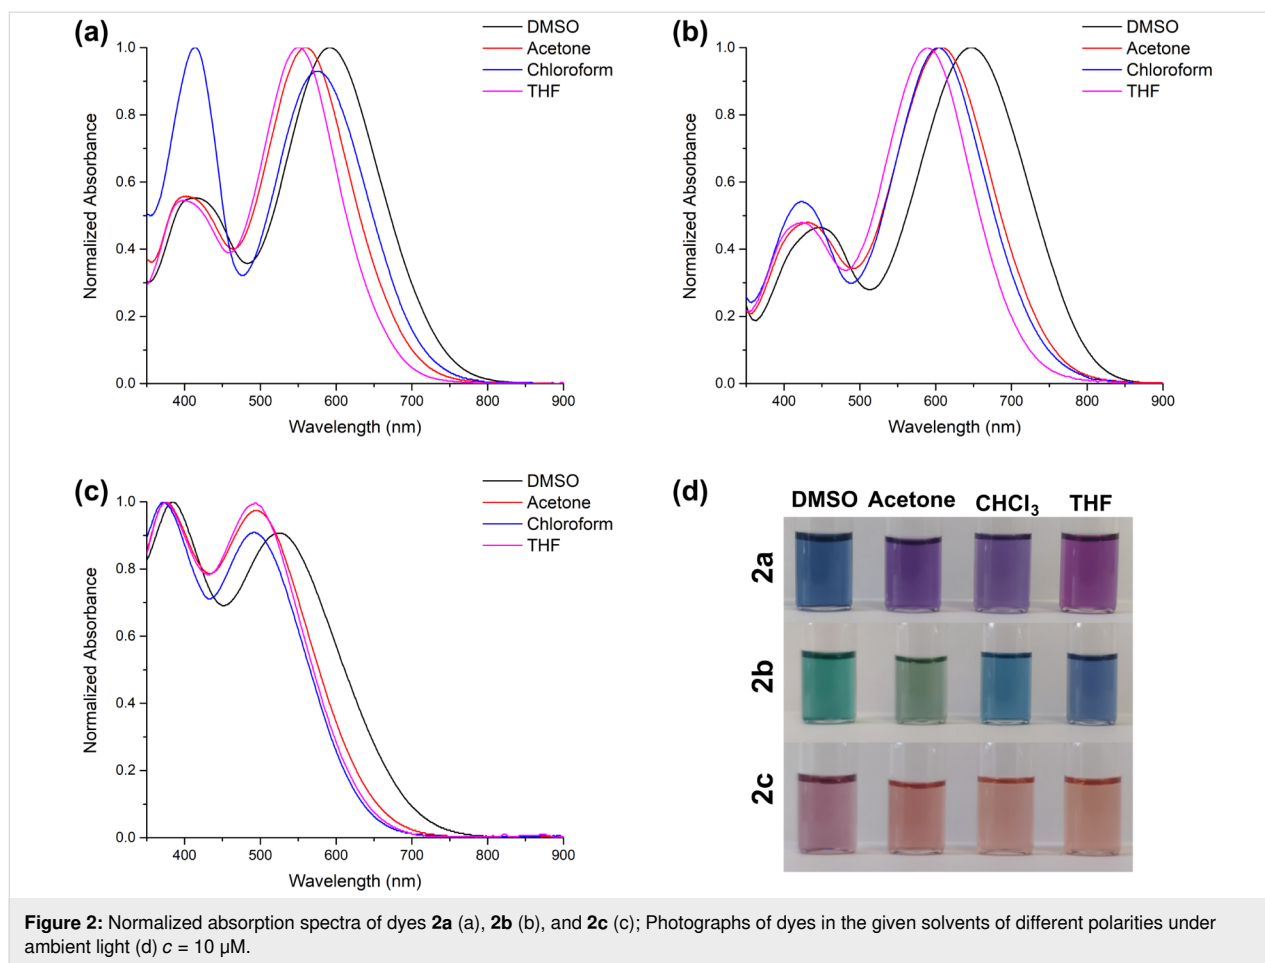 (a)
DMSO
Acetone
Chloroform
THF
1.0
0.8
0.6
0.4
0.2
0.0
Normalized Absorbance
400 500 600 700 800 900
Wavelength (nm)
(b)
DMSO
Acetone
Chloroform
THF
1.0
0.8
0.6
0.4
0.2
0.0
Normalized Absorbance
400 500 600 700 800 900
Wavelength (nm)
(c)
DMSO
Acetone
Chloroform
THF
1.0
0.8
0.6
0.4
0.2
0.0
Normalized Absorbance
400 500 600 700 800 900
Wavelength (nm)
(d)
DMSO Acetone CHCl₃ THF
2a
2b
2c
Figure 2: Normalized absorption spectra of dyes 2a (a), 2b (b), and 2c (c); Photographs of dyes in the given solvents of different polarities under
ambient light (d) c = 10 μM.